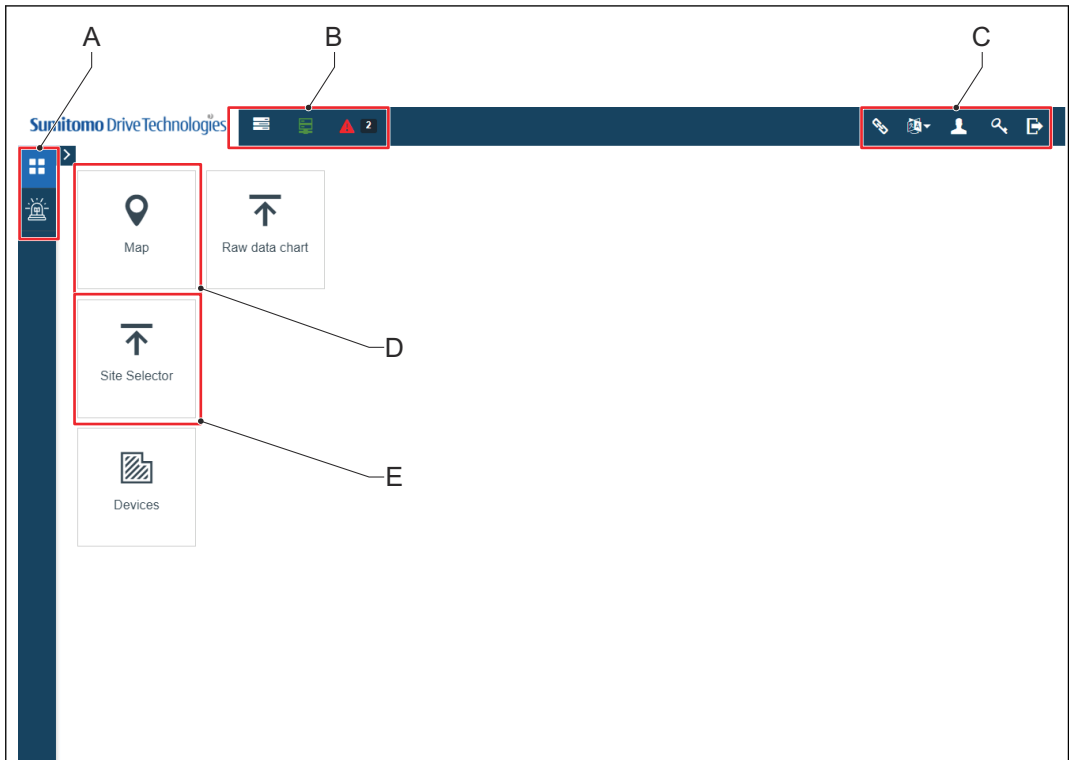 A
B
C
Sumitomo Drive Technologies
2
>
Map
Raw data chart
D
Site Selector
E
Devices